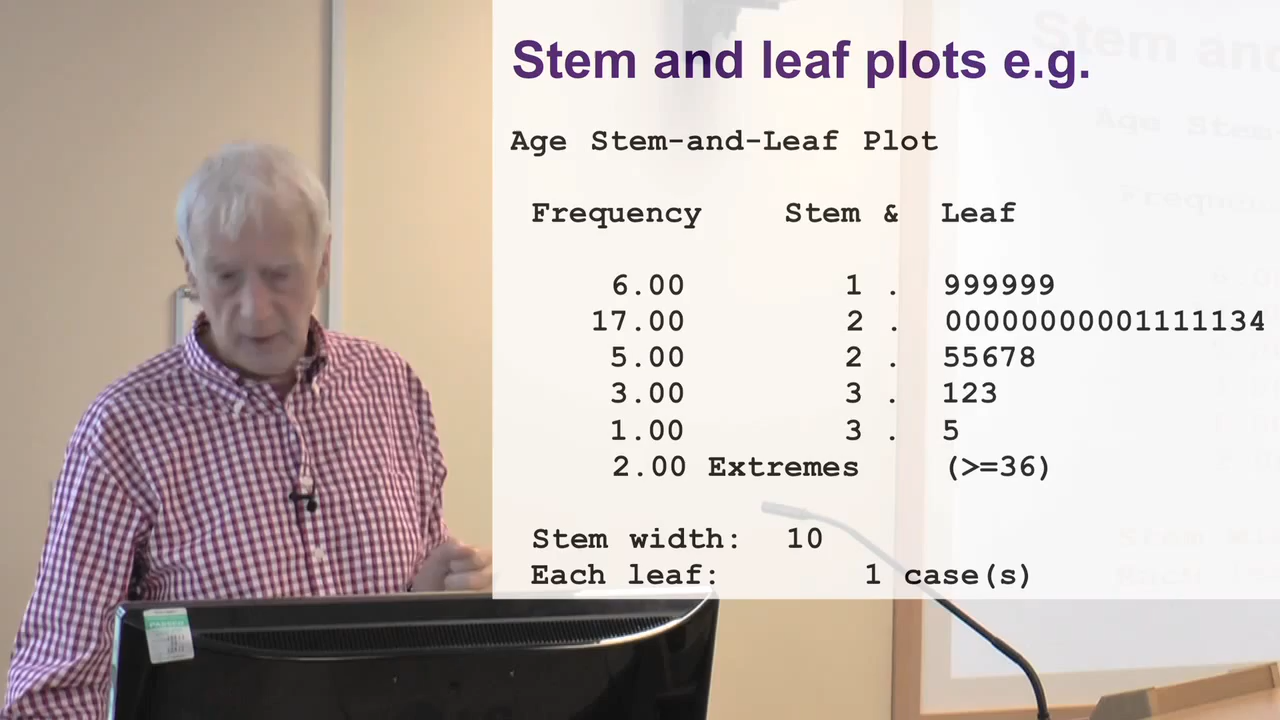 Stem and leaf plots e.g.
Age Stem-and-Leaf Plot
Frequency Stem & Leaf
6.00 1 . 999999
17.00 2 . 00000000001111134
5.00 2 . 55678
3.00 3 . 123
1.00 3 . 5
2.00 Extremes (>=36)
Stem width: 10
Each leaf: 1 case(s)